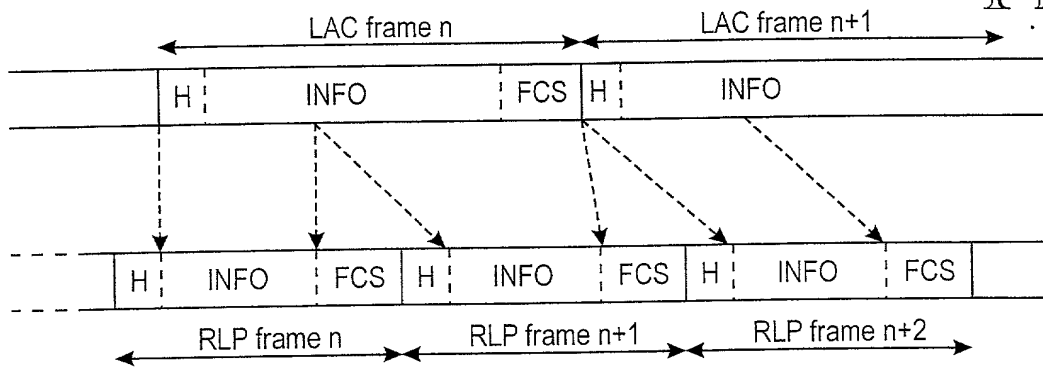 LAC frame n LAC frame n+1
H INFO FCS H INFO
H INFO FCS H INFO FCS H INFO FCS
RLP frame n RLP frame n+1 RLP frame n+2